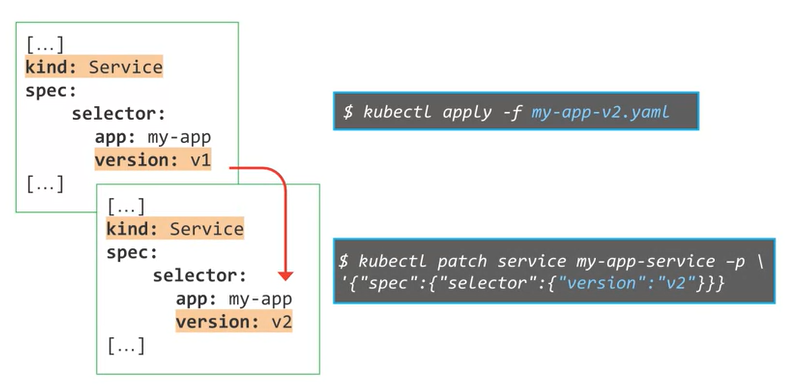 [...]
kind: Service
spec:
selector:
app: my-app
version: v1
[...]
[...]
kind: Service
spec:
selector:
app: my-app
version: v2
[...]
$ kubectl apply -f my-app-v2.yaml
$ kubectl patch service my-app-service –p \
'{"spec":{"selector":{"version":"v2"}}}